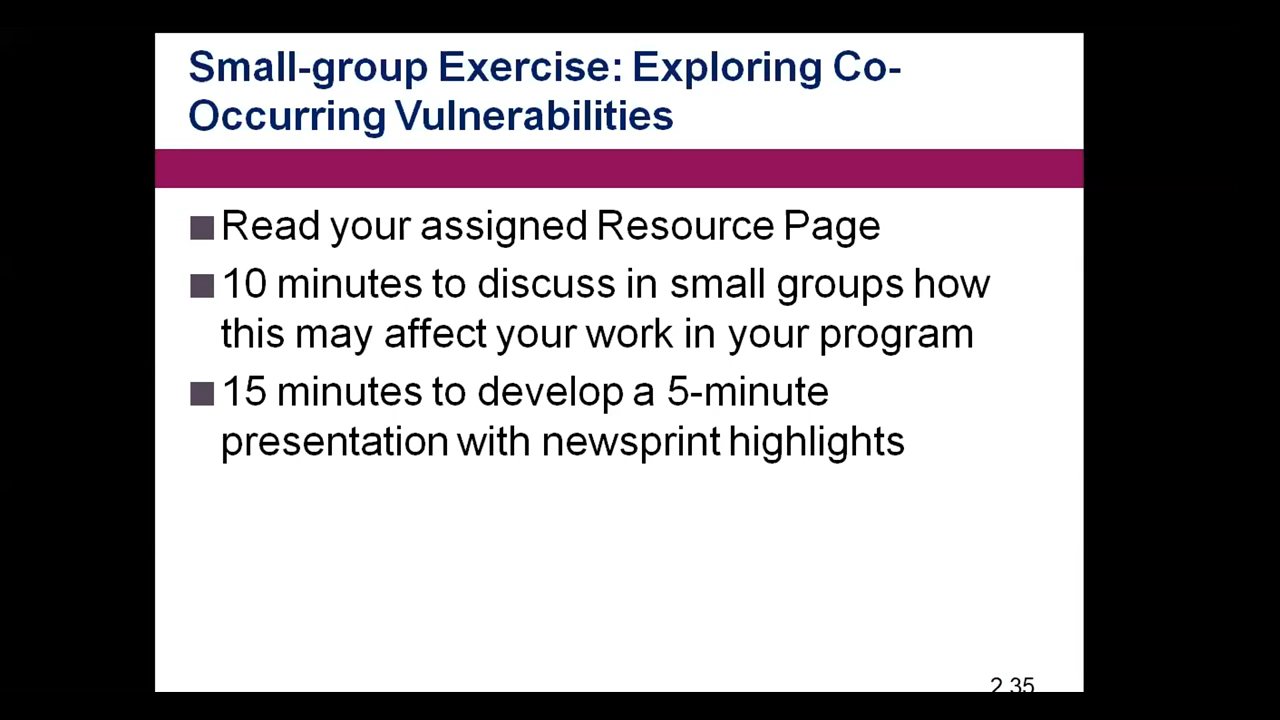 Small-group Exercise: Exploring Co-
Occurring Vulnerabilities
Read your assigned Resource Page
10 minutes to discuss in small groups how
this may affect your work in your program
15 minutes to develop a 5-minute
presentation with newsprint highlights
2.35